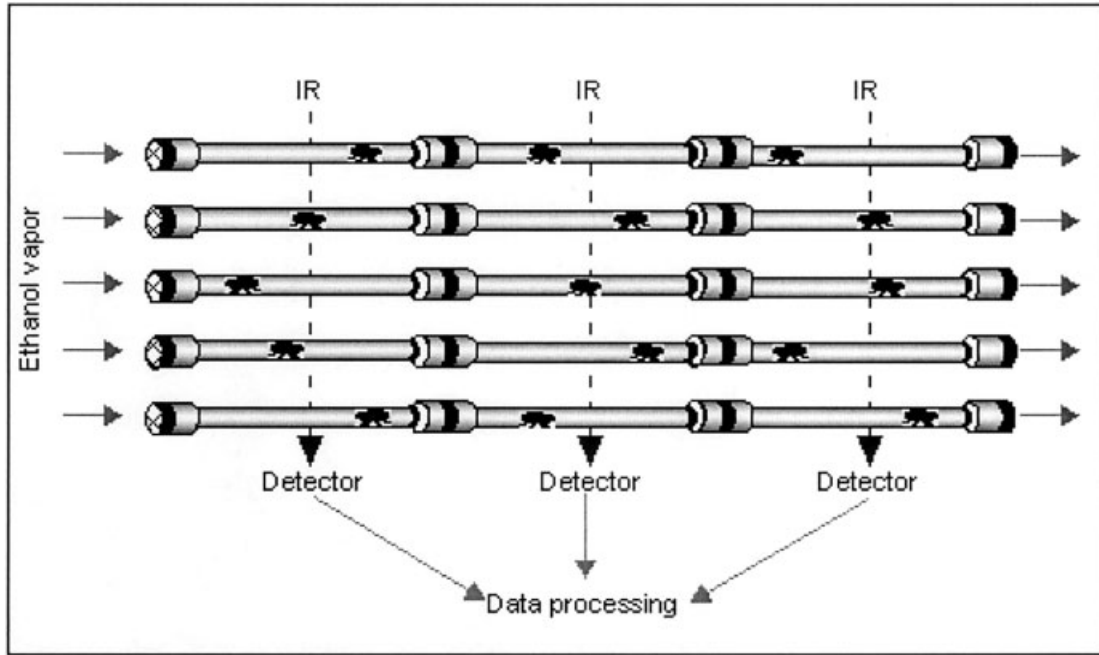 IR IR IR
Ethanol vapor
Detector Detector Detector
Data processing